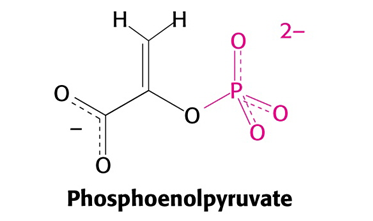 H H
O 2–
O P
– O O
O
O
Phosphoenolpyruvate